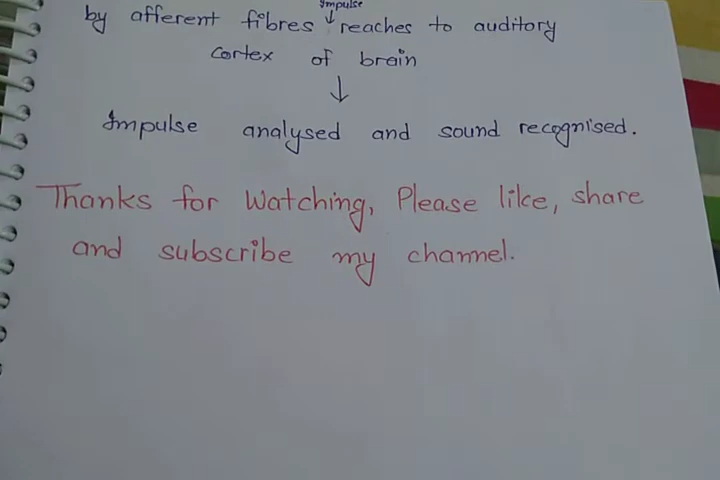 Impulse
by afferent fibres ↓ reaches to auditory
cortex of brain
↓
Impulse analysed and sound recognised.
Thanks for watching, Please like, share
and subscribe my channel.